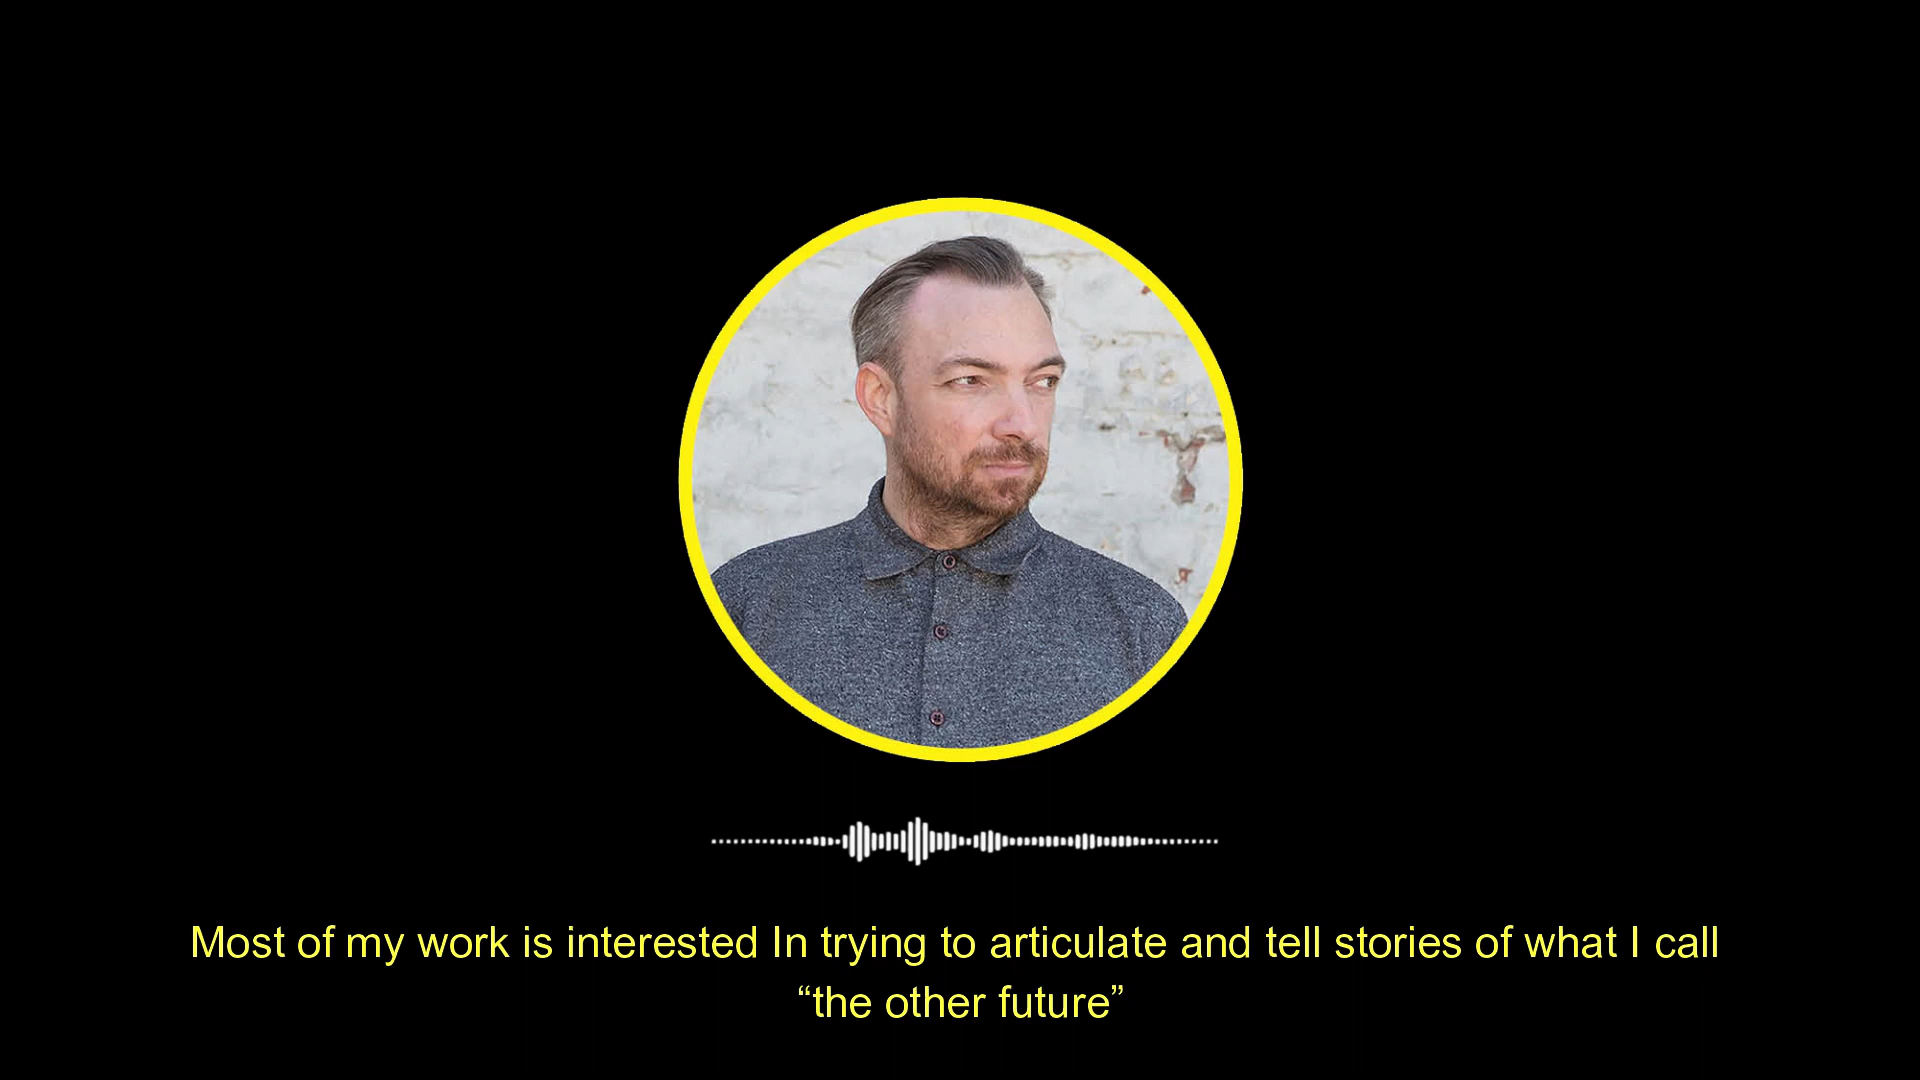 Most of my work is interested In trying to articulate and tell stories of what I call
“the other future”